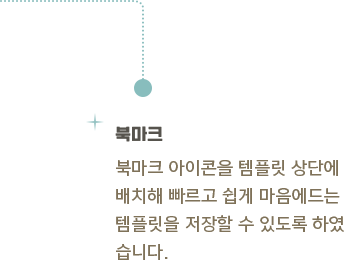 북마크
북마크 아이콘을 템플릿 상단에
배치해 빠르고 쉽게 마음에드는
템플릿을 저장할 수 있도록 하였
습니다.